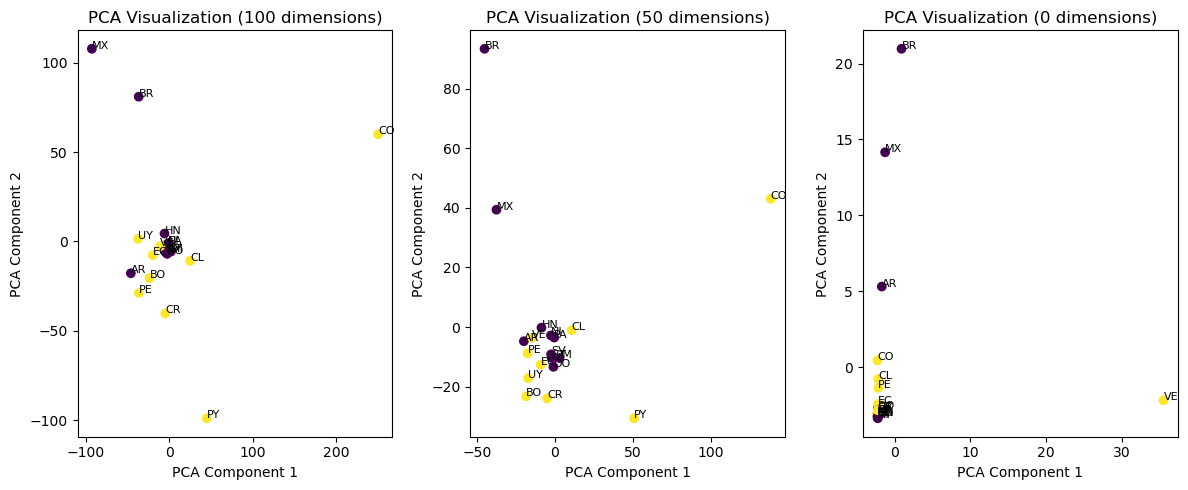 PCA Visualization (100 dimensions)
PCA Component 2
100
50
0
−50
−100
MX
BR
CO
HN
UY
EC
CL
AR
BO
PE
CR
PY
−100
0
100
200
PCA Component 1
PCA Visualization (50 dimensions)
PCA Component 2
80
60
40
20
0
−20
BR
CO
MX
HN
CL
AR
VE
PE
SV
UY
BO
CR
PY
−50
0
50
100
PCA Component 1
PCA Visualization (0 dimensions)
PCA Component 2
20
15
10
5
0
BR
MX
AR
CO
CL
PE
EC
VE
0
10
20
30
PCA Component 1